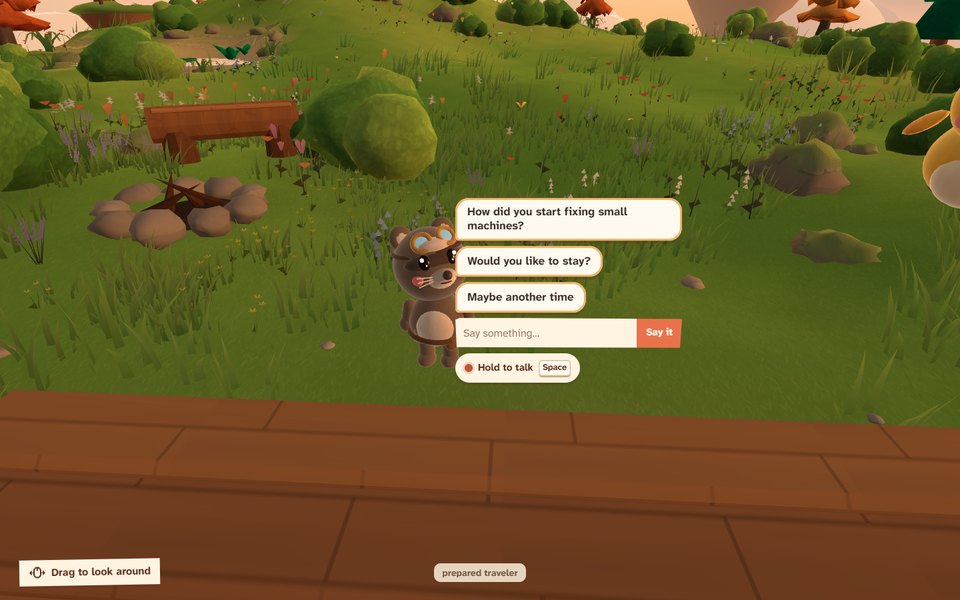 How did you start fixing small
machines?
Would you like to stay?
Maybe another time
Say something...
Say it
Hold to talk Space
Drag to look around
prepared traveler